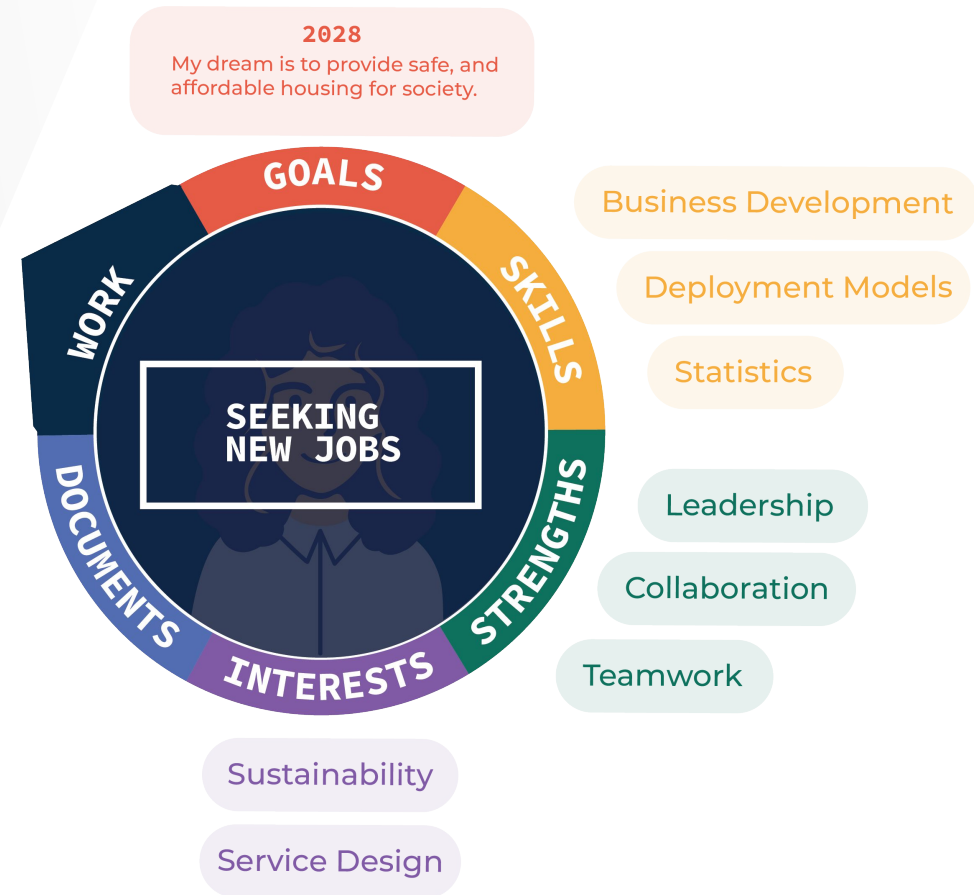 2028
My dream is to provide safe, and
affordable housing for society.
GOALS
SKILLS
Business Development
Deployment Models
Statistics
WORK
SEEKING
NEW JOBS
STRENGTHS
Leadership
Collaboration
Teamwork
DOCUMENTS
INTERESTS
Sustainability
Service Design